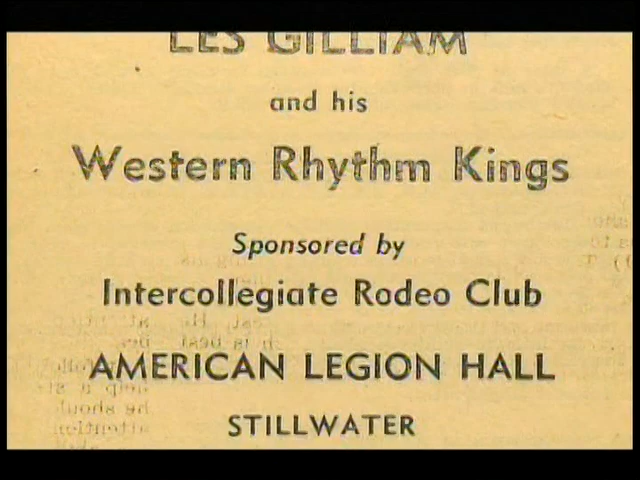 LES GILLIAM
and his
Western Rhythm Kings
Sponsored by
Intercollegiate Rodeo Club
AMERICAN LEGION HALL
STILLWATER